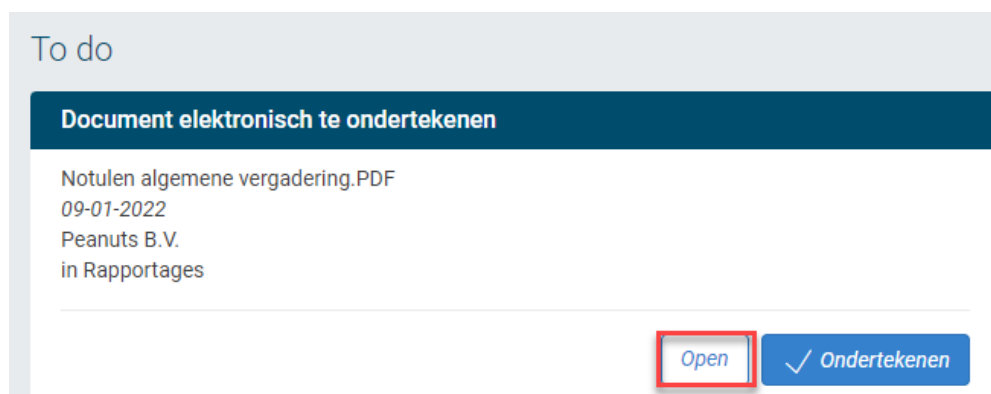 To do
Document elektronisch te ondertekenen
Notulen algemene vergadering.PDF
09-01-2022
Peanuts B.V.
in Rapportages
Open
Ondertekenen